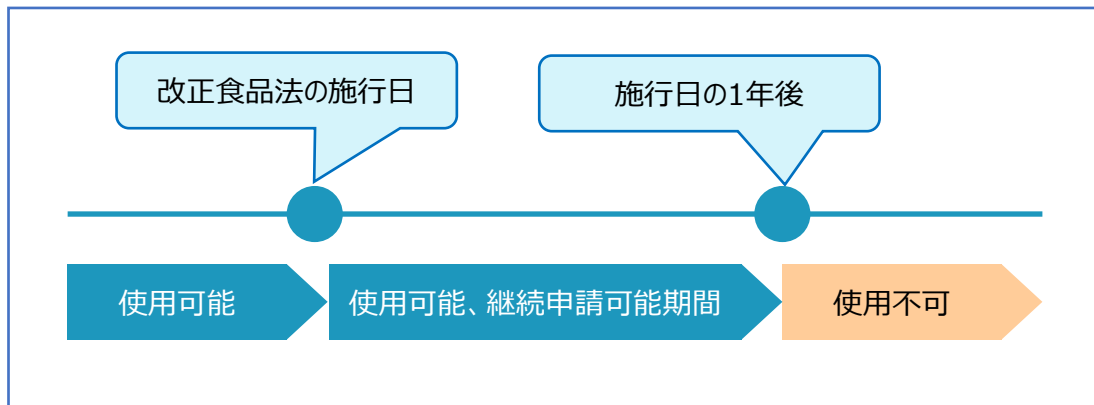 改正食品法の施行日
施行日の1年後
使用可能
使用可能、継続申請可能期間
使用不可